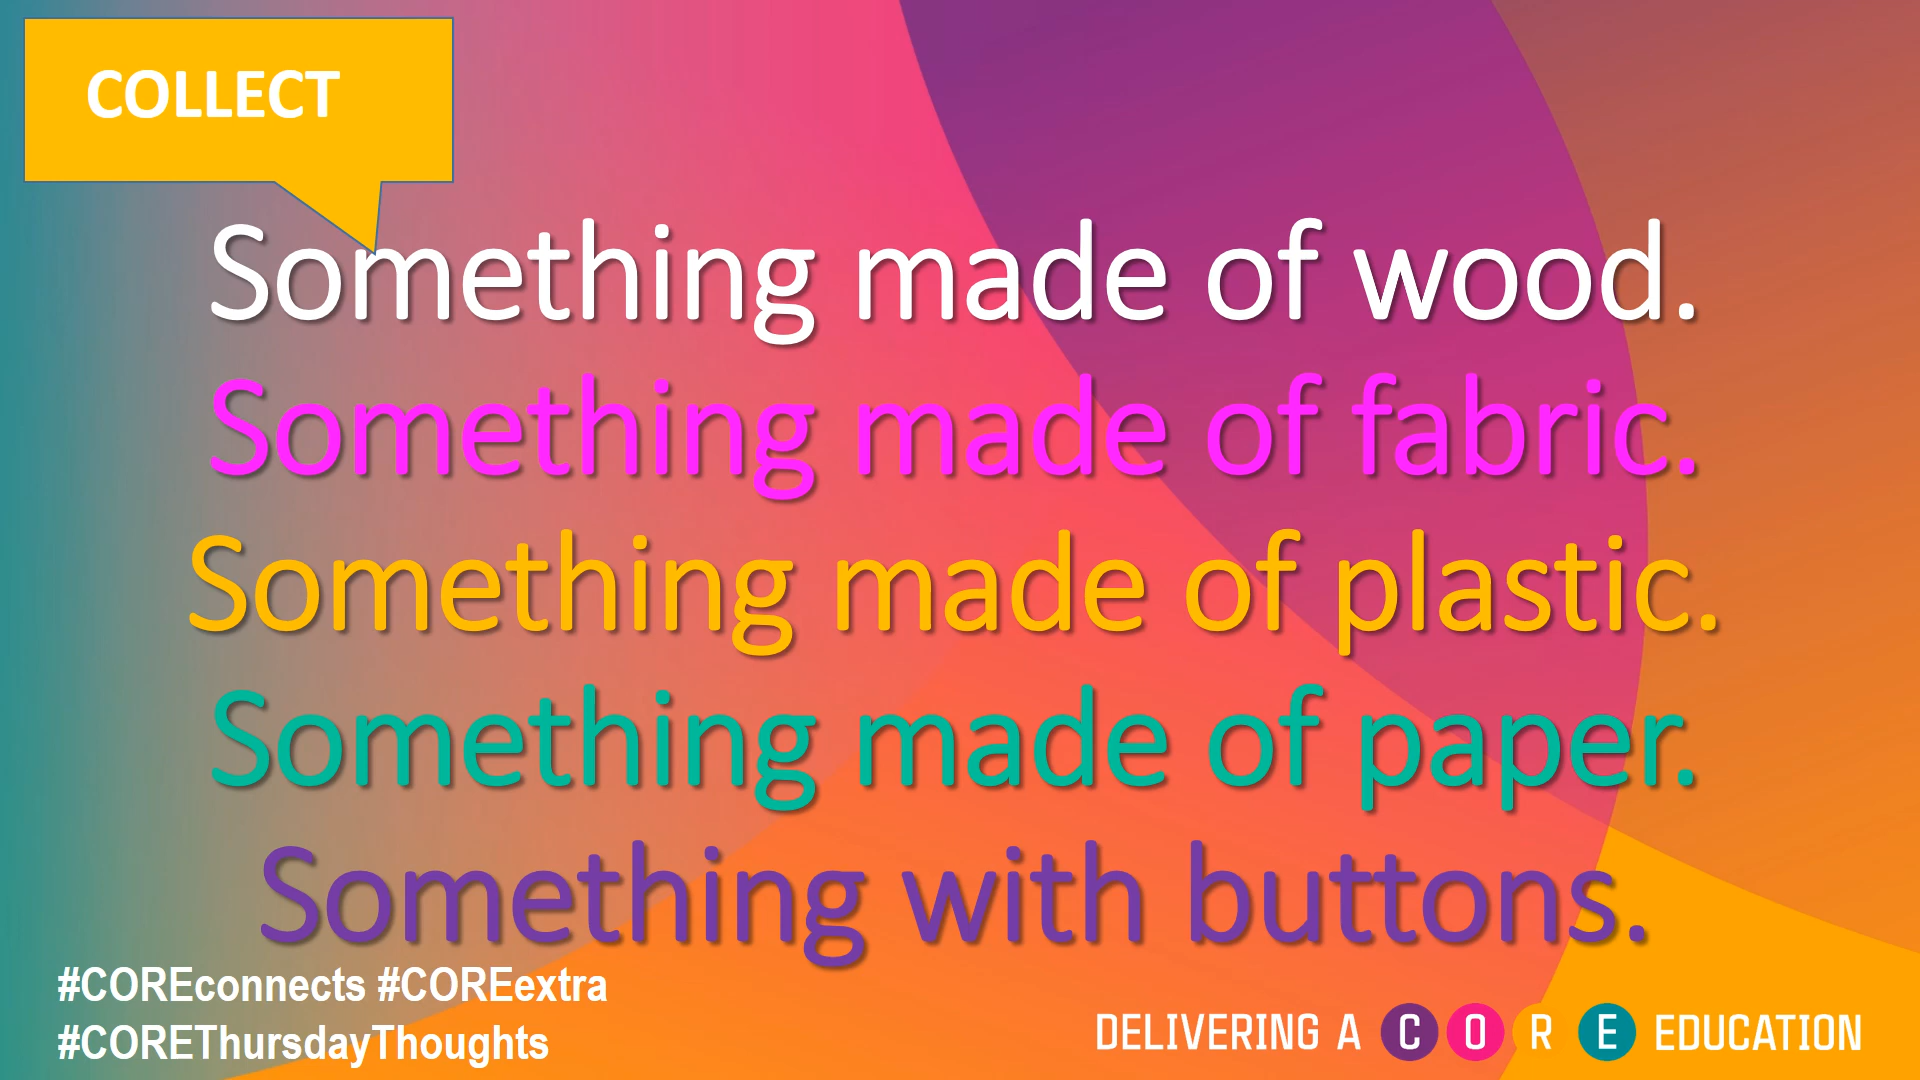 COLLECT
Something made of wood.
Something made of fabric.
Something made of plastic.
Something made of paper.
Something with buttons.
#COREconnects #COREextra
#COREThursdayThoughts
DELIVERING A CORE EDUCATION